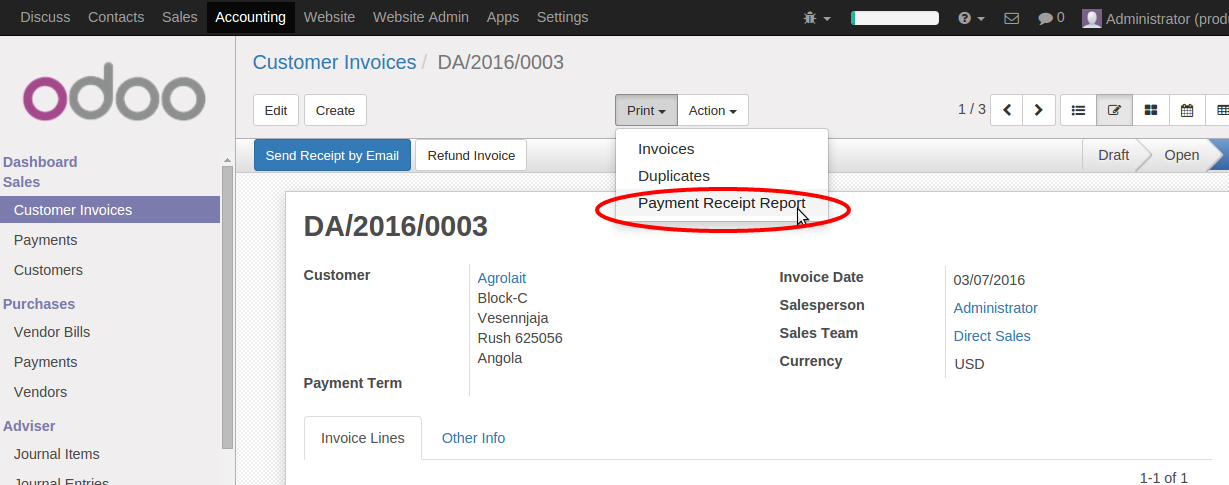 Discuss Contacts Sales Accounting Website Website Admin Apps Settings 0 Administrator (prod
odoo
Customer Invoices / DA/2016/0003
Edit Create Print Action 1 / 3
Send Receipt by Email Refund Invoice Draft Open
Invoices
Duplicates
Payment Receipt Report
Dashboard
Sales
Customer Invoices
Payments
Customers
Purchases
Vendor Bills
Payments
Vendors
Adviser
Journal Items
Journal Entries
DA/2016/0003
Customer Agrolait
Block-C
Vesennjaja
Rush 625056
Angola
Payment Term
Invoice Date 03/07/2016
Salesperson Administrator
Sales Team Direct Sales
Currency USD
Invoice Lines Other Info
1-1 of 1